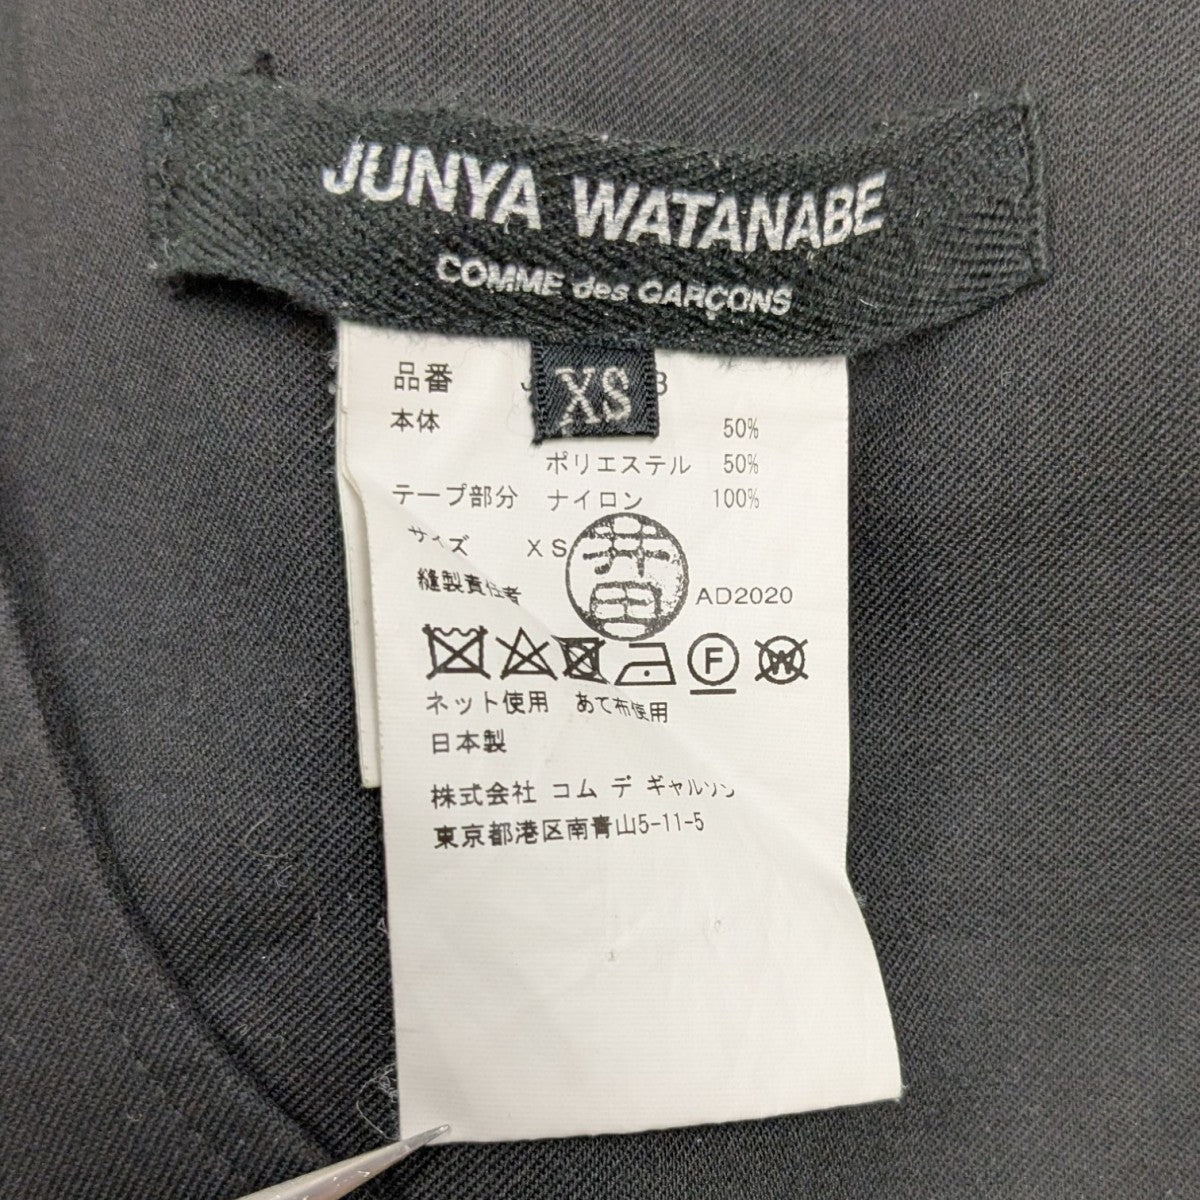 JUNYA WATANABE
COMME des GARÇONS
XS
品番
本体 50%
ポリエステル 50%
テープ部分 ナイロン 100%
サイズ XS
縫製責任者 井田 AD2020
F W
ネット使用 あて布使用
日本製
株式会社 コム デ ギャルソン
東京都港区南青山5-11-5